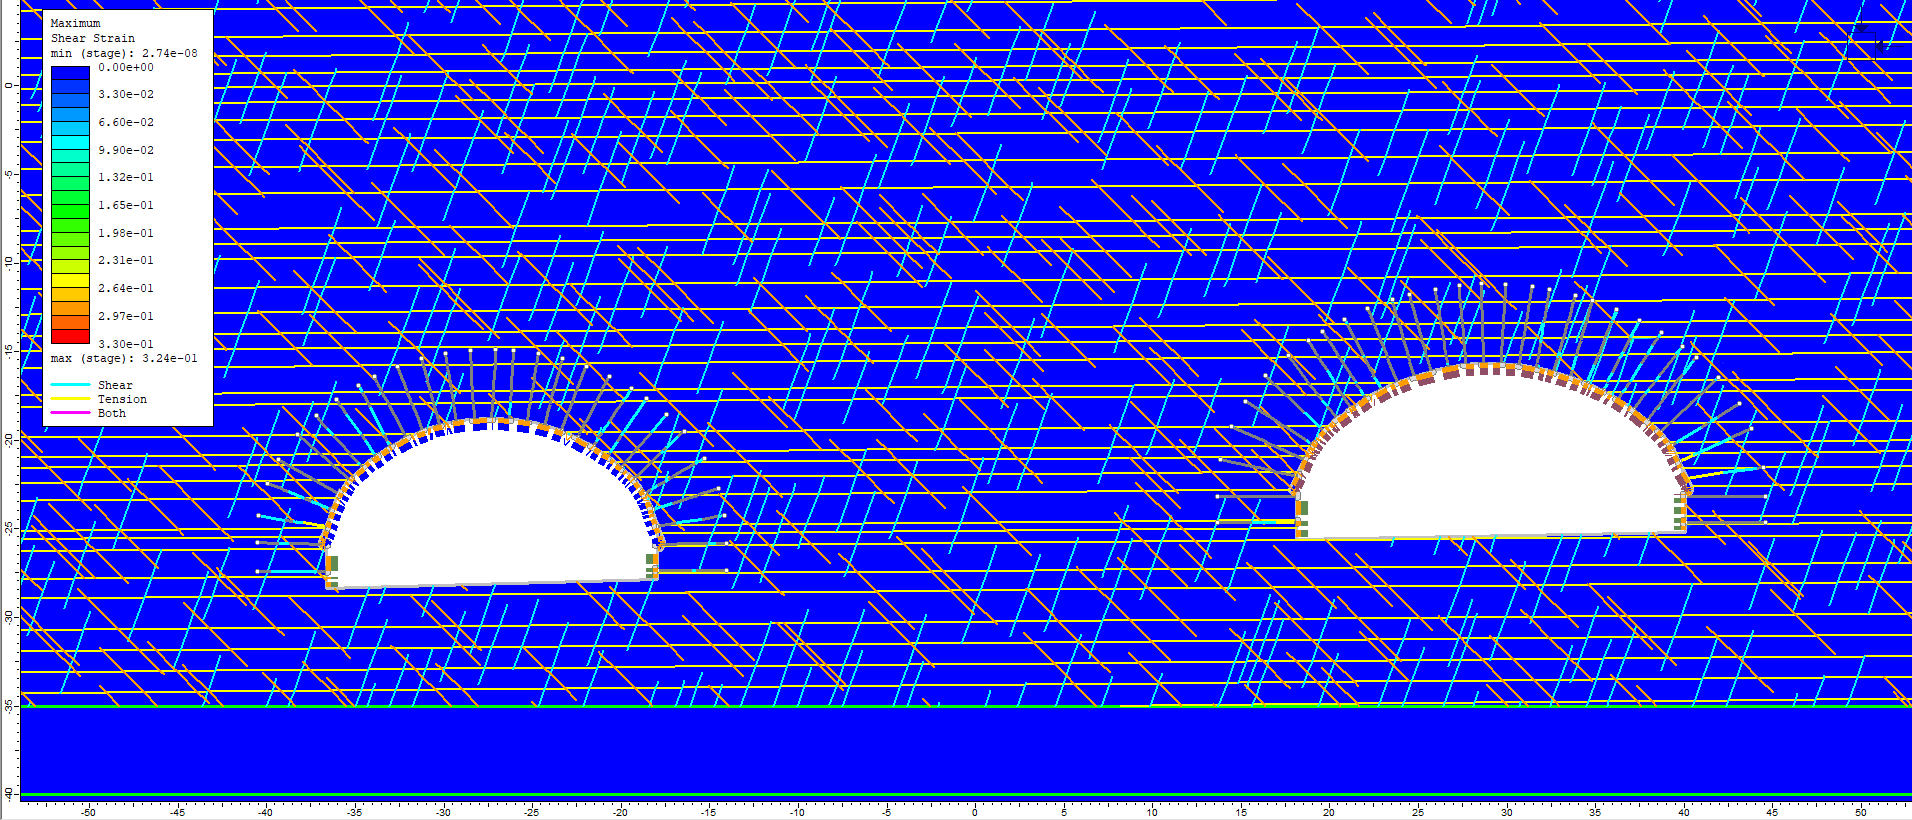 Maximum
Shear Strain
min (stage): 2.74e-08
0.00e+00
3.30e-02
6.60e-02
9.90e-02
1.32e-01
1.65e-01
1.98e-01
2.31e-01
2.64e-01
2.97e-01
3.30e-01
max (stage): 3.24e-01
Shear
Tension
Both
0
-5
-10
-15
-20
-25
-30
-35
-40
-50 -45 -40 -35 -30 -25 -20 -15 -10 -5 0 5 10 15 20 25 30 35 40 45 50